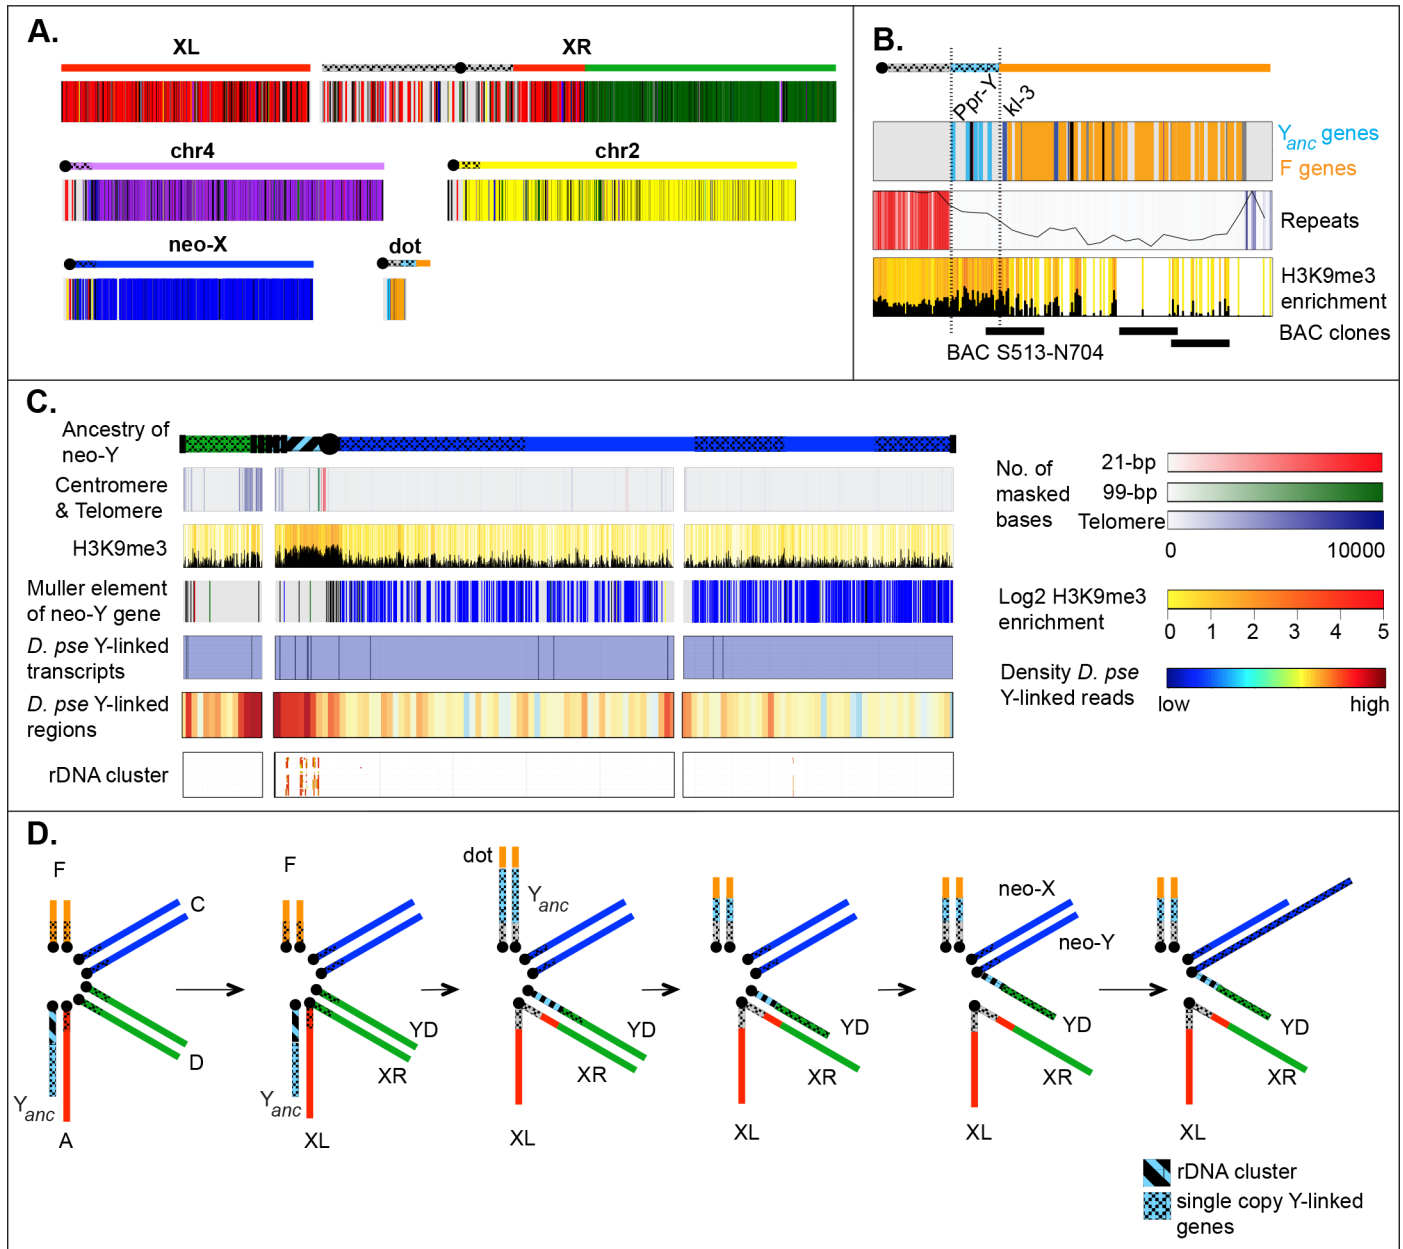 A.
XL
XR
chr4
chr2
neo-X
dot
B.
Ppr-Y
kl-3
Yanc genes
F genes
Repeats
H3K9me3
enrichment
BAC clones
BAC S513-N704
C.
Ancestry of
neo-Y
Centromere
& Telomere
H3K9me3
Muller element
of neo-Y gene
D. pse Y-linked
transcripts
D. pse Y-linked
regions
rDNA cluster
No. of
masked
bases
21-bp
99-bp
Telomere
0 10000
Log2 H3K9me3
enrichment
0 1 2 3 4 5
Density D. pse
Y-linked reads
low high
D.
F
C
D
Yanc
A
F
YD
XR
Yanc
XL
dot
Yanc
YD
XR
XL
YD
XR
XL
neo-X
neo-Y
YD
XR
XL
YD
XR
XL
rDNA cluster
single copy Y-linked
genes